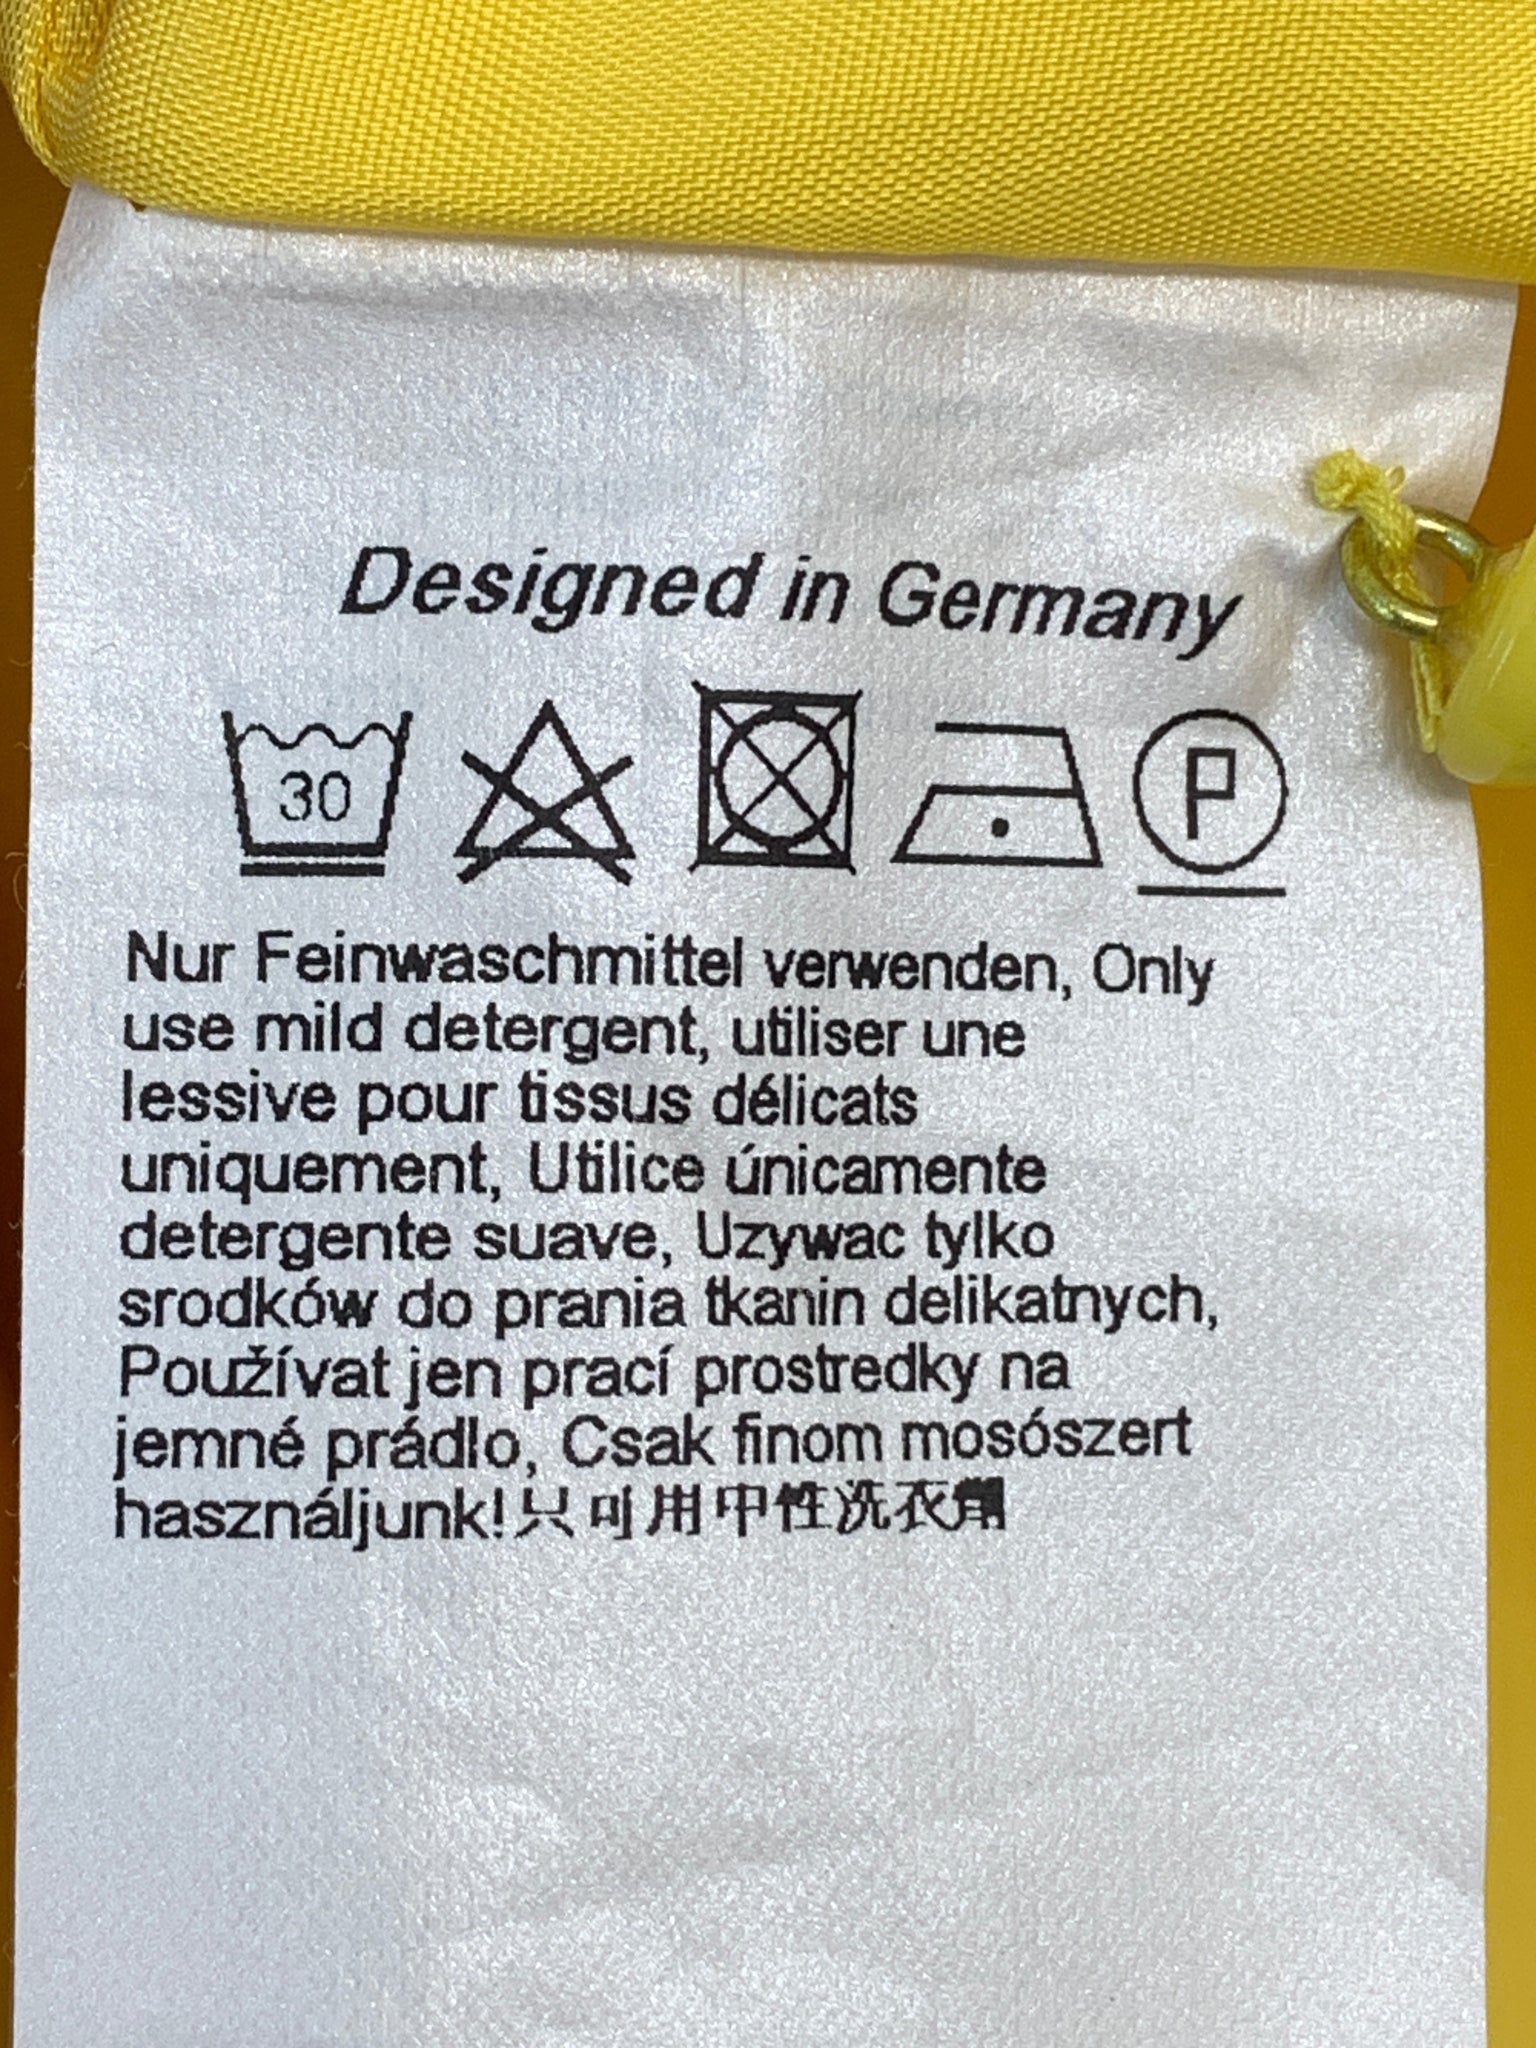 Designed in Germany
30 P
Nur Feinwaschmittel verwenden, Only
use mild detergent, utiliser une
lessive pour tissus délicats
uniquement, Utilice únicamente
detergente suave, Uzywac tylko
srodków do prania tkanin delikatnych,
Používat jen prací prostredky na
jemné prádlo, Csak finom mosószert
használjunk!只可用中性洗衣劑